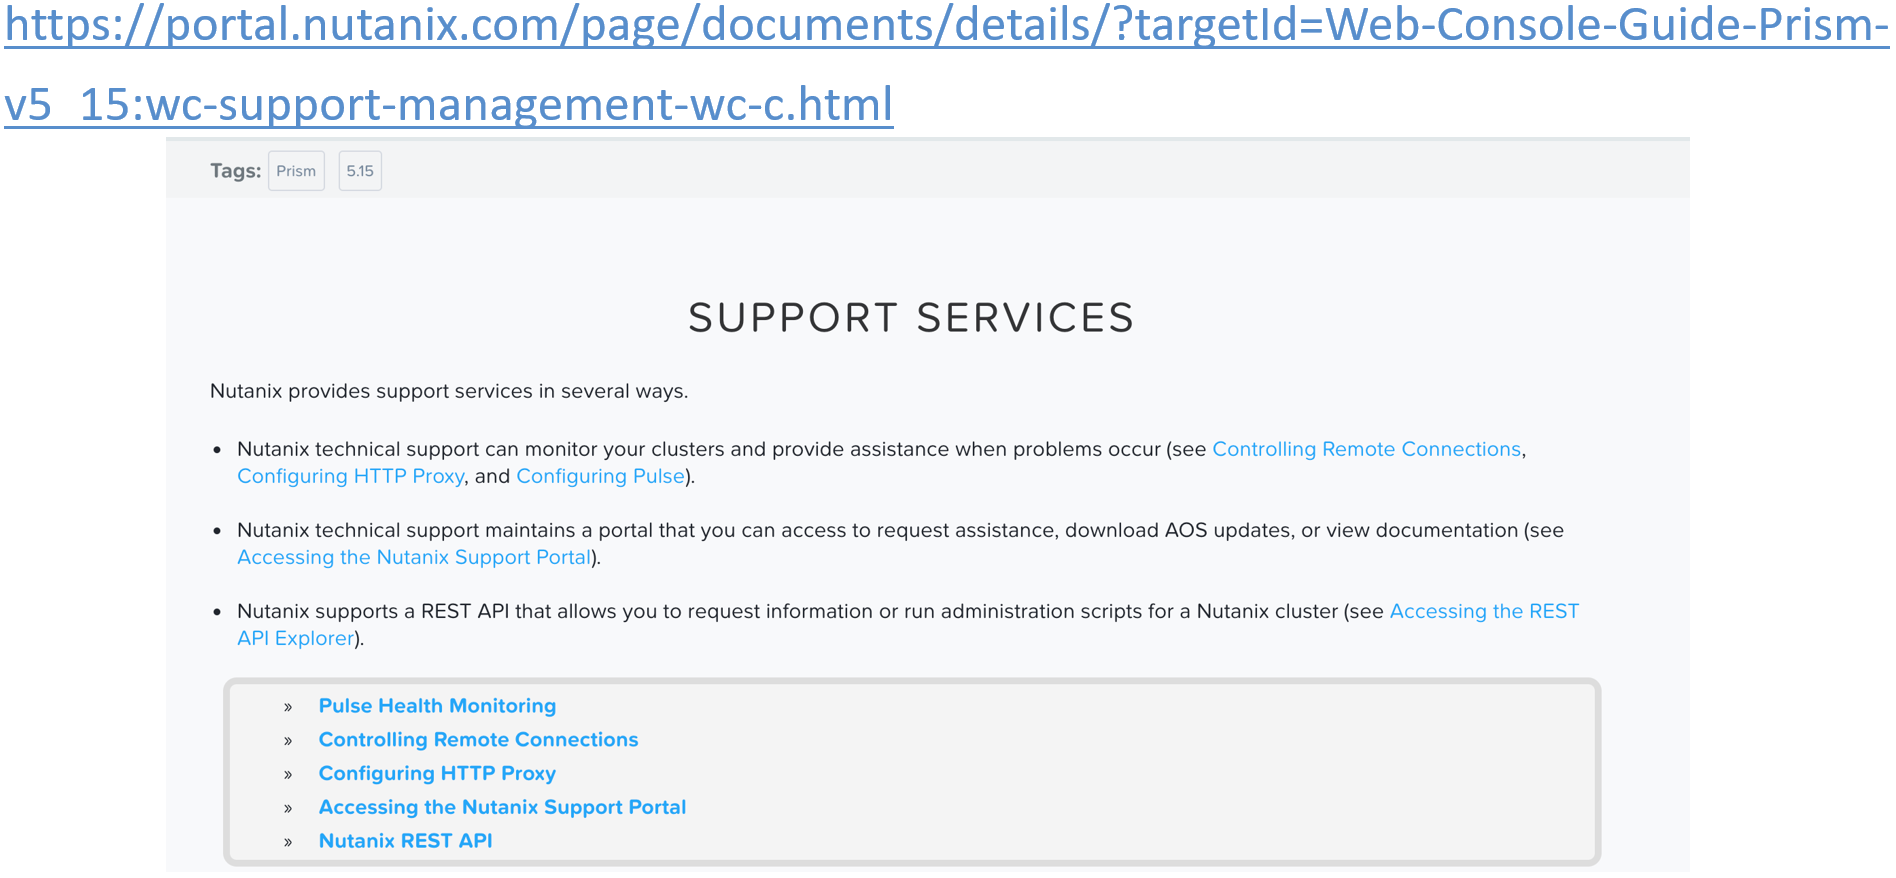 https://portal.nutanix.com/page/documents/details/?targetId=Web-Console-Guide-Prism-
v5_15:wc-support-management-wc-c.html
Tags: Prism 5.15
SUPPORT SERVICES
Nutanix provides support services in several ways.
• Nutanix technical support can monitor your clusters and provide assistance when problems occur (see Controlling Remote Connections,
Configuring HTTP Proxy, and Configuring Pulse).
• Nutanix technical support maintains a portal that you can access to request assistance, download AOS updates, or view documentation (see
Accessing the Nutanix Support Portal).
• Nutanix supports a REST API that allows you to request information or run administration scripts for a Nutanix cluster (see Accessing the REST
API Explorer).
» Pulse Health Monitoring
» Controlling Remote Connections
» Configuring HTTP Proxy
» Accessing the Nutanix Support Portal
» Nutanix REST API